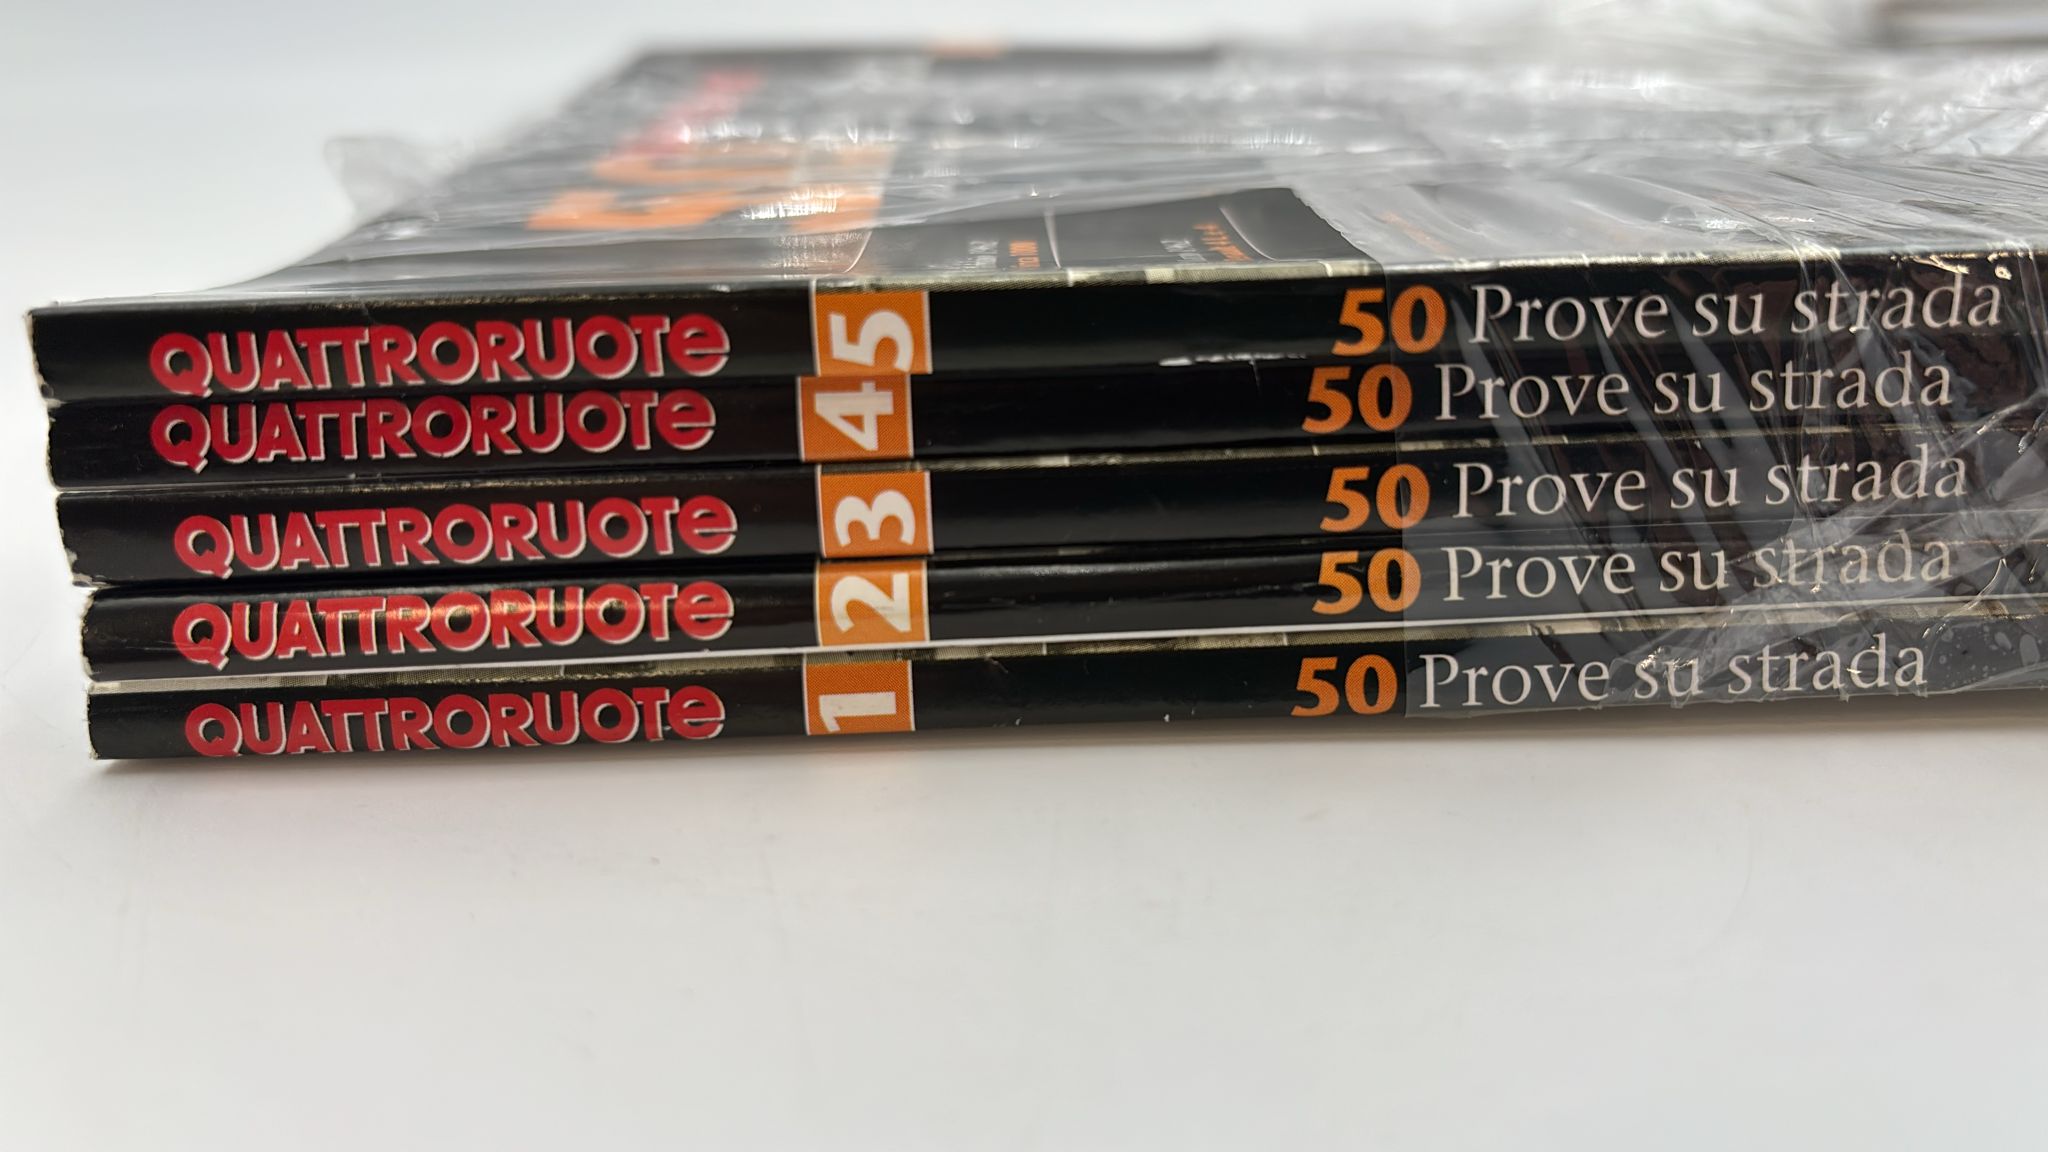 QUATTRORUOTE 5 50 Prove su strada
QUATTRORUOTE 4 50 Prove su strada
QUATTRORUOTE 3 50 Prove su strada
QUATTRORUOTE 2 50 Prove su strada
QUATTRORUOTE 1 50 Prove su strada